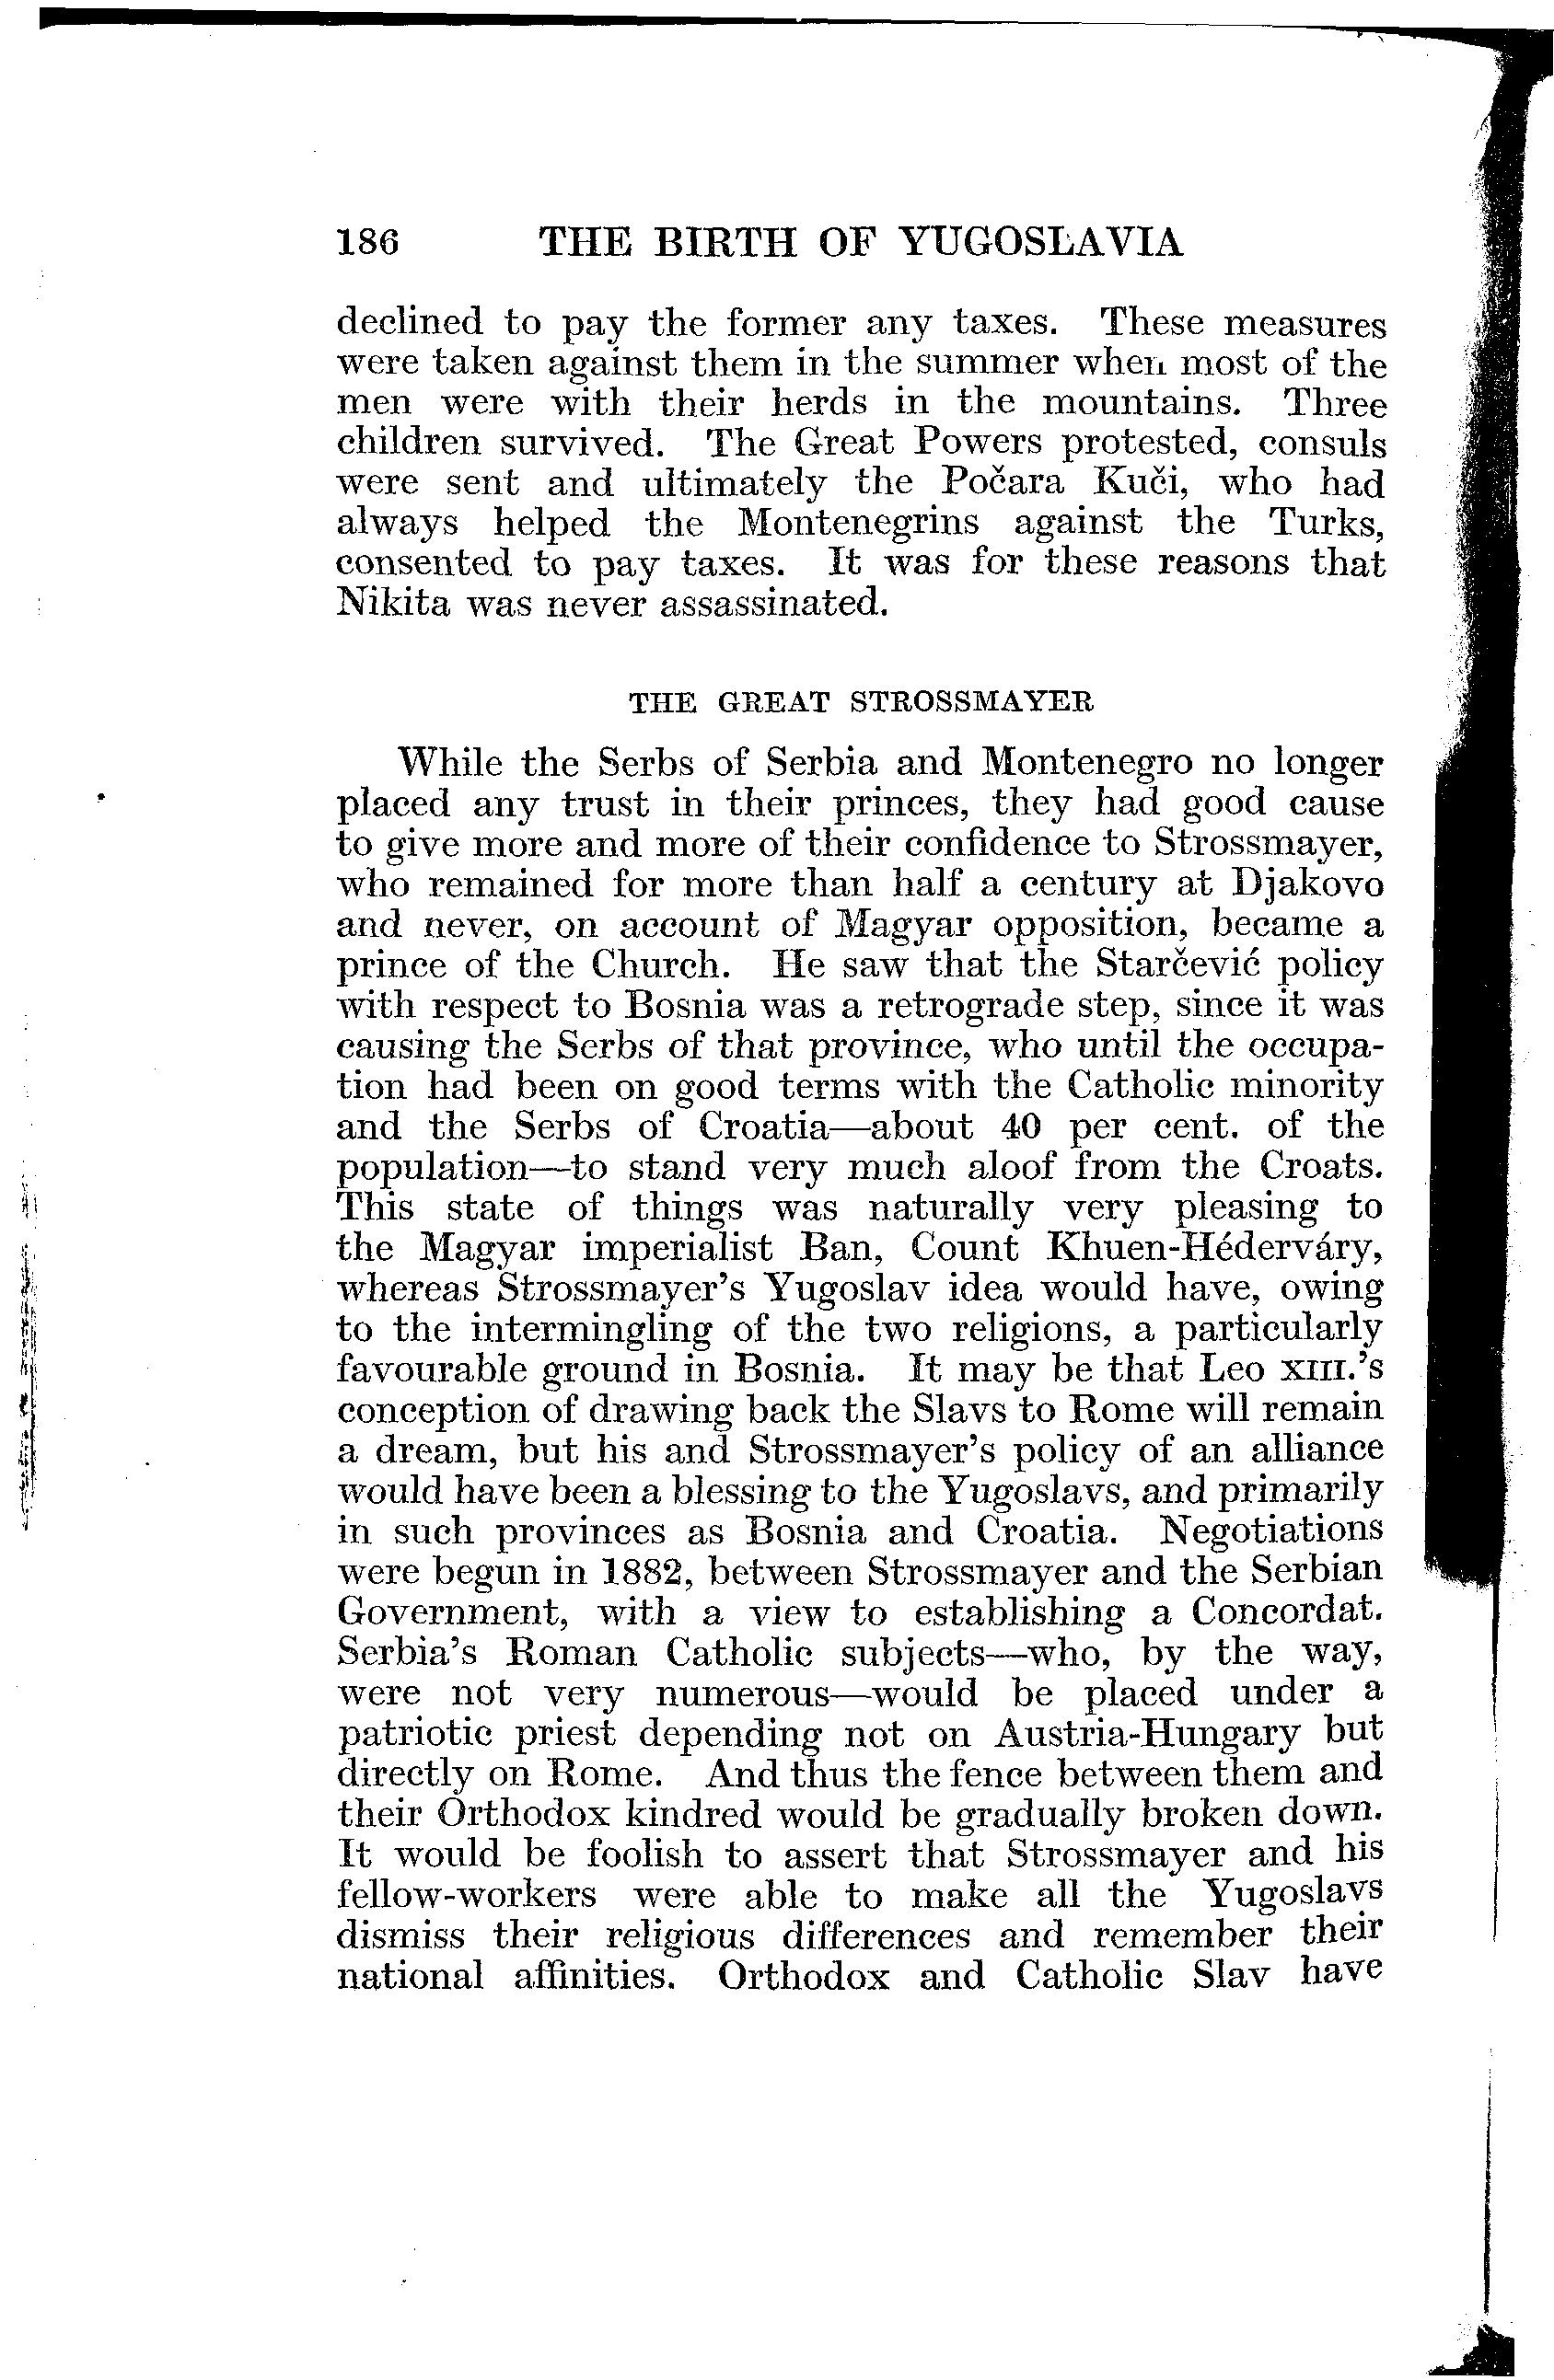 186 THE BIRTH OF YUGOSLAVIA
declined to pay the former any taxes. These measures
were taken against them in the summer when most of the
men were with their herds in the mountains. Three
children survived. The Great Powers protested, consuls
were sent and ultimately the Počara Kuči, who had
always helped the Montenegrins against the Turks,
consented to pay taxes. It was for these reasons that
Nikita was never assassinated.
THE GREAT STROSSMAYER
While the Serbs of Serbia and Montenegro no longer
placed any trust in their princes, they had good cause
to give more and more of their confidence to Strossmayer,
who remained for more than half a century at Djakovo
and never, on account of Magyar opposition, became a
prince of the Church. He saw that the Starčević policy
with respect to Bosnia was a retrograde step, since it was
causing the Serbs of that province, who until the occupa-
tion had been on good terms with the Catholic minority
and the Serbs of Croatia—about 40 per cent. of the
population—to stand very much aloof from the Croats.
This state of things was naturally very pleasing to
the Magyar imperialist Ban, Count Khuen-Héderváry,
whereas Strossmayer's Yugoslav idea would have, owing
to the intermingling of the two religions, a particularly
favourable ground in Bosnia. It may be that Leo XIII.'s
conception of drawing back the Slavs to Rome will remain
a dream, but his and Strossmayer's policy of an alliance
would have been a blessing to the Yugoslavs, and primarily
in such provinces as Bosnia and Croatia. Negotiations
were begun in 1882, between Strossmayer and the Serbian
Government, with a view to establishing a Concordat.
Serbia's Roman Catholic subjects—who, by the way,
were not very numerous—would be placed under a
patriotic priest depending not on Austria-Hungary but
directly on Rome. And thus the fence between them and
their Orthodox kindred would be gradually broken down.
It would be foolish to assert that Strossmayer and his
fellow-workers were able to make all the Yugoslavs
dismiss their religious differences and remember their
national affinities. Orthodox and Catholic Slav have